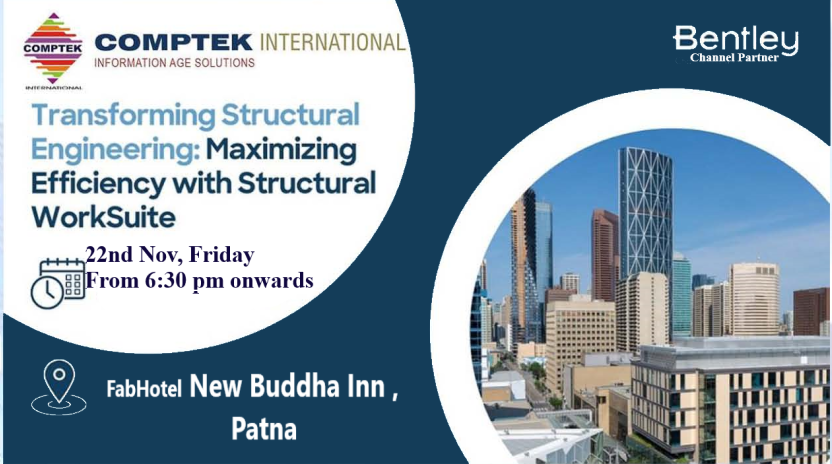 COMPTEK
INTERNATIONAL
COMPTEK INTERNATIONAL
INFORMATION AGE SOLUTIONS
Bentley
Channel Partner
Transforming Structural
Engineering: Maximizing
Efficiency with Structural
WorkSuite
22nd Nov, Friday
From 6:30 pm onwards
FabHotel New Buddha Inn ,
Patna